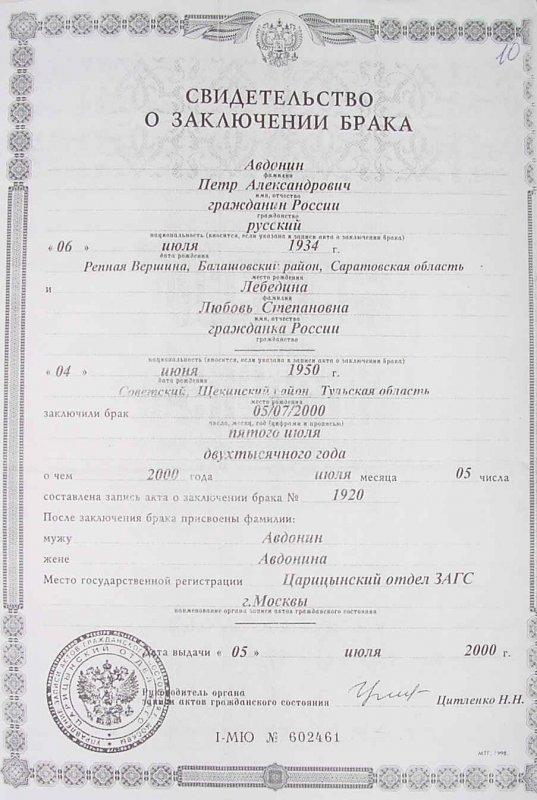 10
СВИДЕТЕЛЬСТВО
О ЗАКЛЮЧЕНИИ БРАКА
Авдонин
фамилия
Петр Александрович
имя, отчество
гражданин России
гражданство
русский
национальность (вносится, если указана в записи акта о заключении брака)
« 06 » июля 1934 г.
дата рождения
Репная Вершина, Балашовский район, Саратовская область
место рождения
и Лебедина
фамилия
Любовь Степановна
имя, отчество
гражданка России
гражданство
национальность (вносится, если указана в записи акта о заключении брака)
« 04 » июня 1950 г.
дата рождения
Советский, Щекинский район, Тульская область
место рождения
заключили брак 05/07/2000
число, месяц, год (цифрами и прописью)
пятого июля
двухтысячного года
о чем 2000 года июля месяца 05 числа
составлена запись акта о заключении брака № 1920
После заключения брака присвоены фамилии:
мужу Авдонин
жене Авдонина
Место государственной регистрации Царицынский отдел ЗАГС
г.Москвы
наименование органа записи актов гражданского состояния
Дата выдачи « 05 » июля 2000 г.
Руководитель органа
записи актов гражданского состояния Цитленко Н.Н.
I-МЮ № 602461
МТГ, 1998.